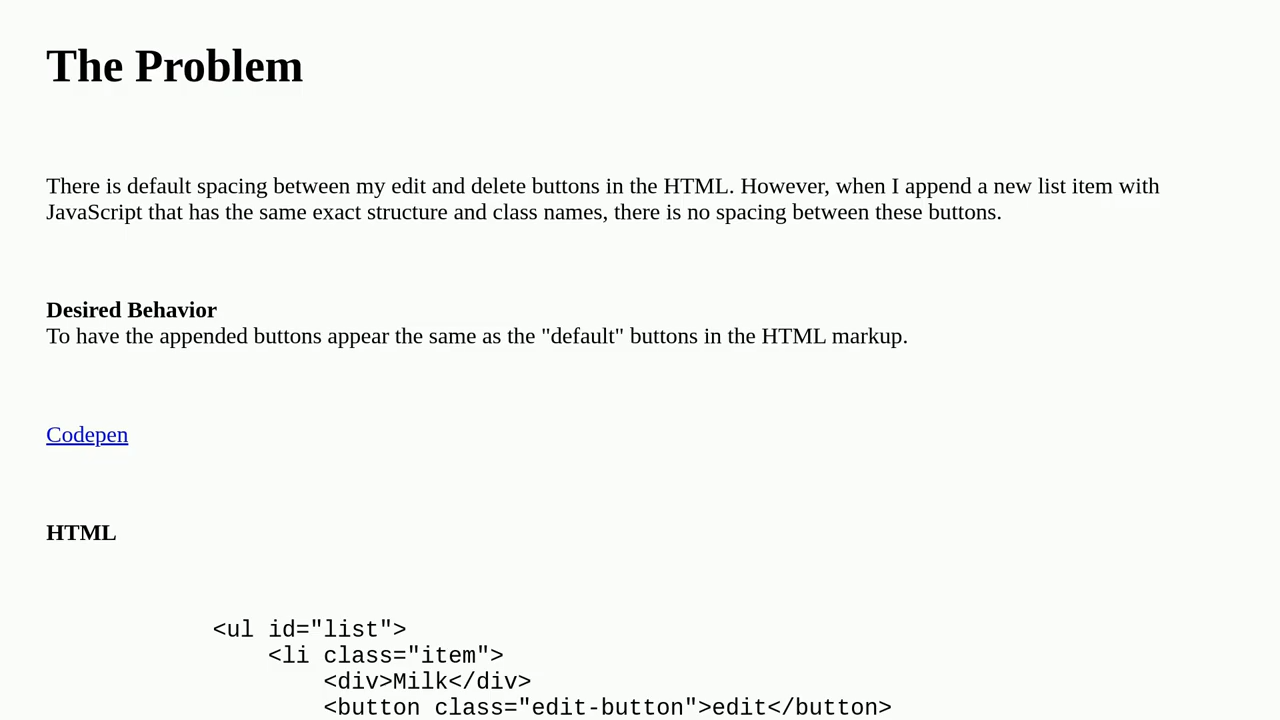 The Problem
There is default spacing between my edit and delete buttons in the HTML. However, when I append a new list item with
JavaScript that has the same exact structure and class names, there is no spacing between these buttons.
Desired Behavior
To have the appended buttons appear the same as the "default" buttons in the HTML markup.
Codepen
HTML
<ul id="list">
<li class="item">
<div>Milk</div>
<button class="edit-button">edit</button>